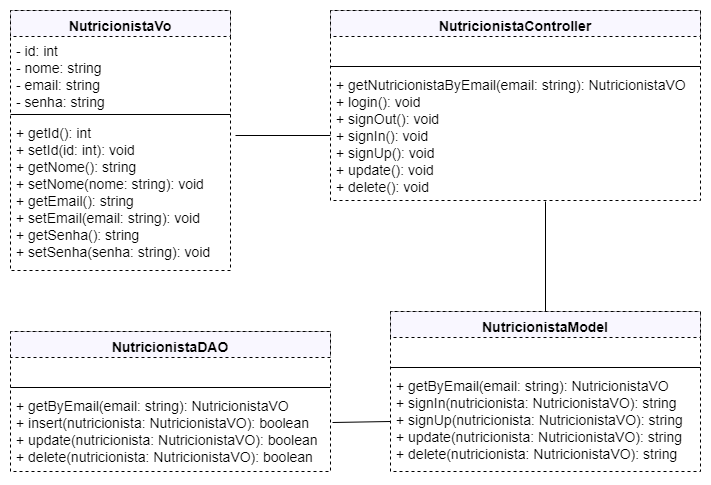 NutricionistaVo
- id: int
- nome: string
- email: string
- senha: string
+ getId(): int
+ setId(id: int): void
+ getNome(): string
+ setNome(nome: string): void
+ getEmail(): string
+ setEmail(email: string): void
+ getSenha(): string
+ setSenha(senha: string): void
NutricionistaController
+ getNutricionistaByEmail(email: string): NutricionistaVO
+ login(): void
+ signOut(): void
+ signIn(): void
+ signUp(): void
+ update(): void
+ delete(): void
NutricionistaDAO
+ getByEmail(email: string): NutricionistaVO
+ insert(nutricionista: NutricionistaVO): boolean
+ update(nutricionista: NutricionistaVO): boolean
+ delete(nutricionista: NutricionistaVO): boolean
NutricionistaModel
+ getByEmail(email: string): NutricionistaVO
+ signIn(nutricionista: NutricionistaVO): string
+ signUp(nutricionista: NutricionistaVO): string
+ update(nutricionista: NutricionistaVO): string
+ delete(nutricionista: NutricionistaVO): string